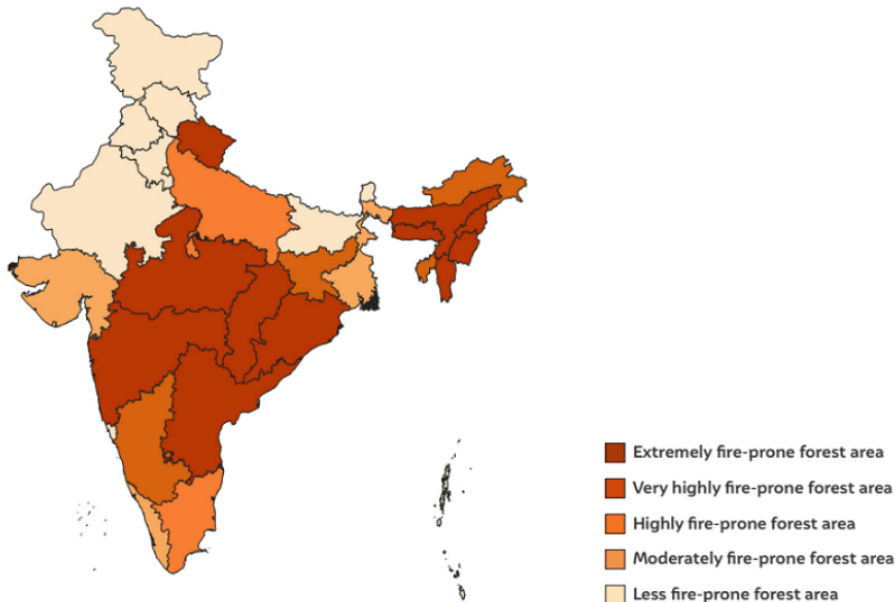 Extremely fire-prone forest area
Very highly fire-prone forest area
Highly fire-prone forest area
Moderately fire-prone forest area
Less fire-prone forest area